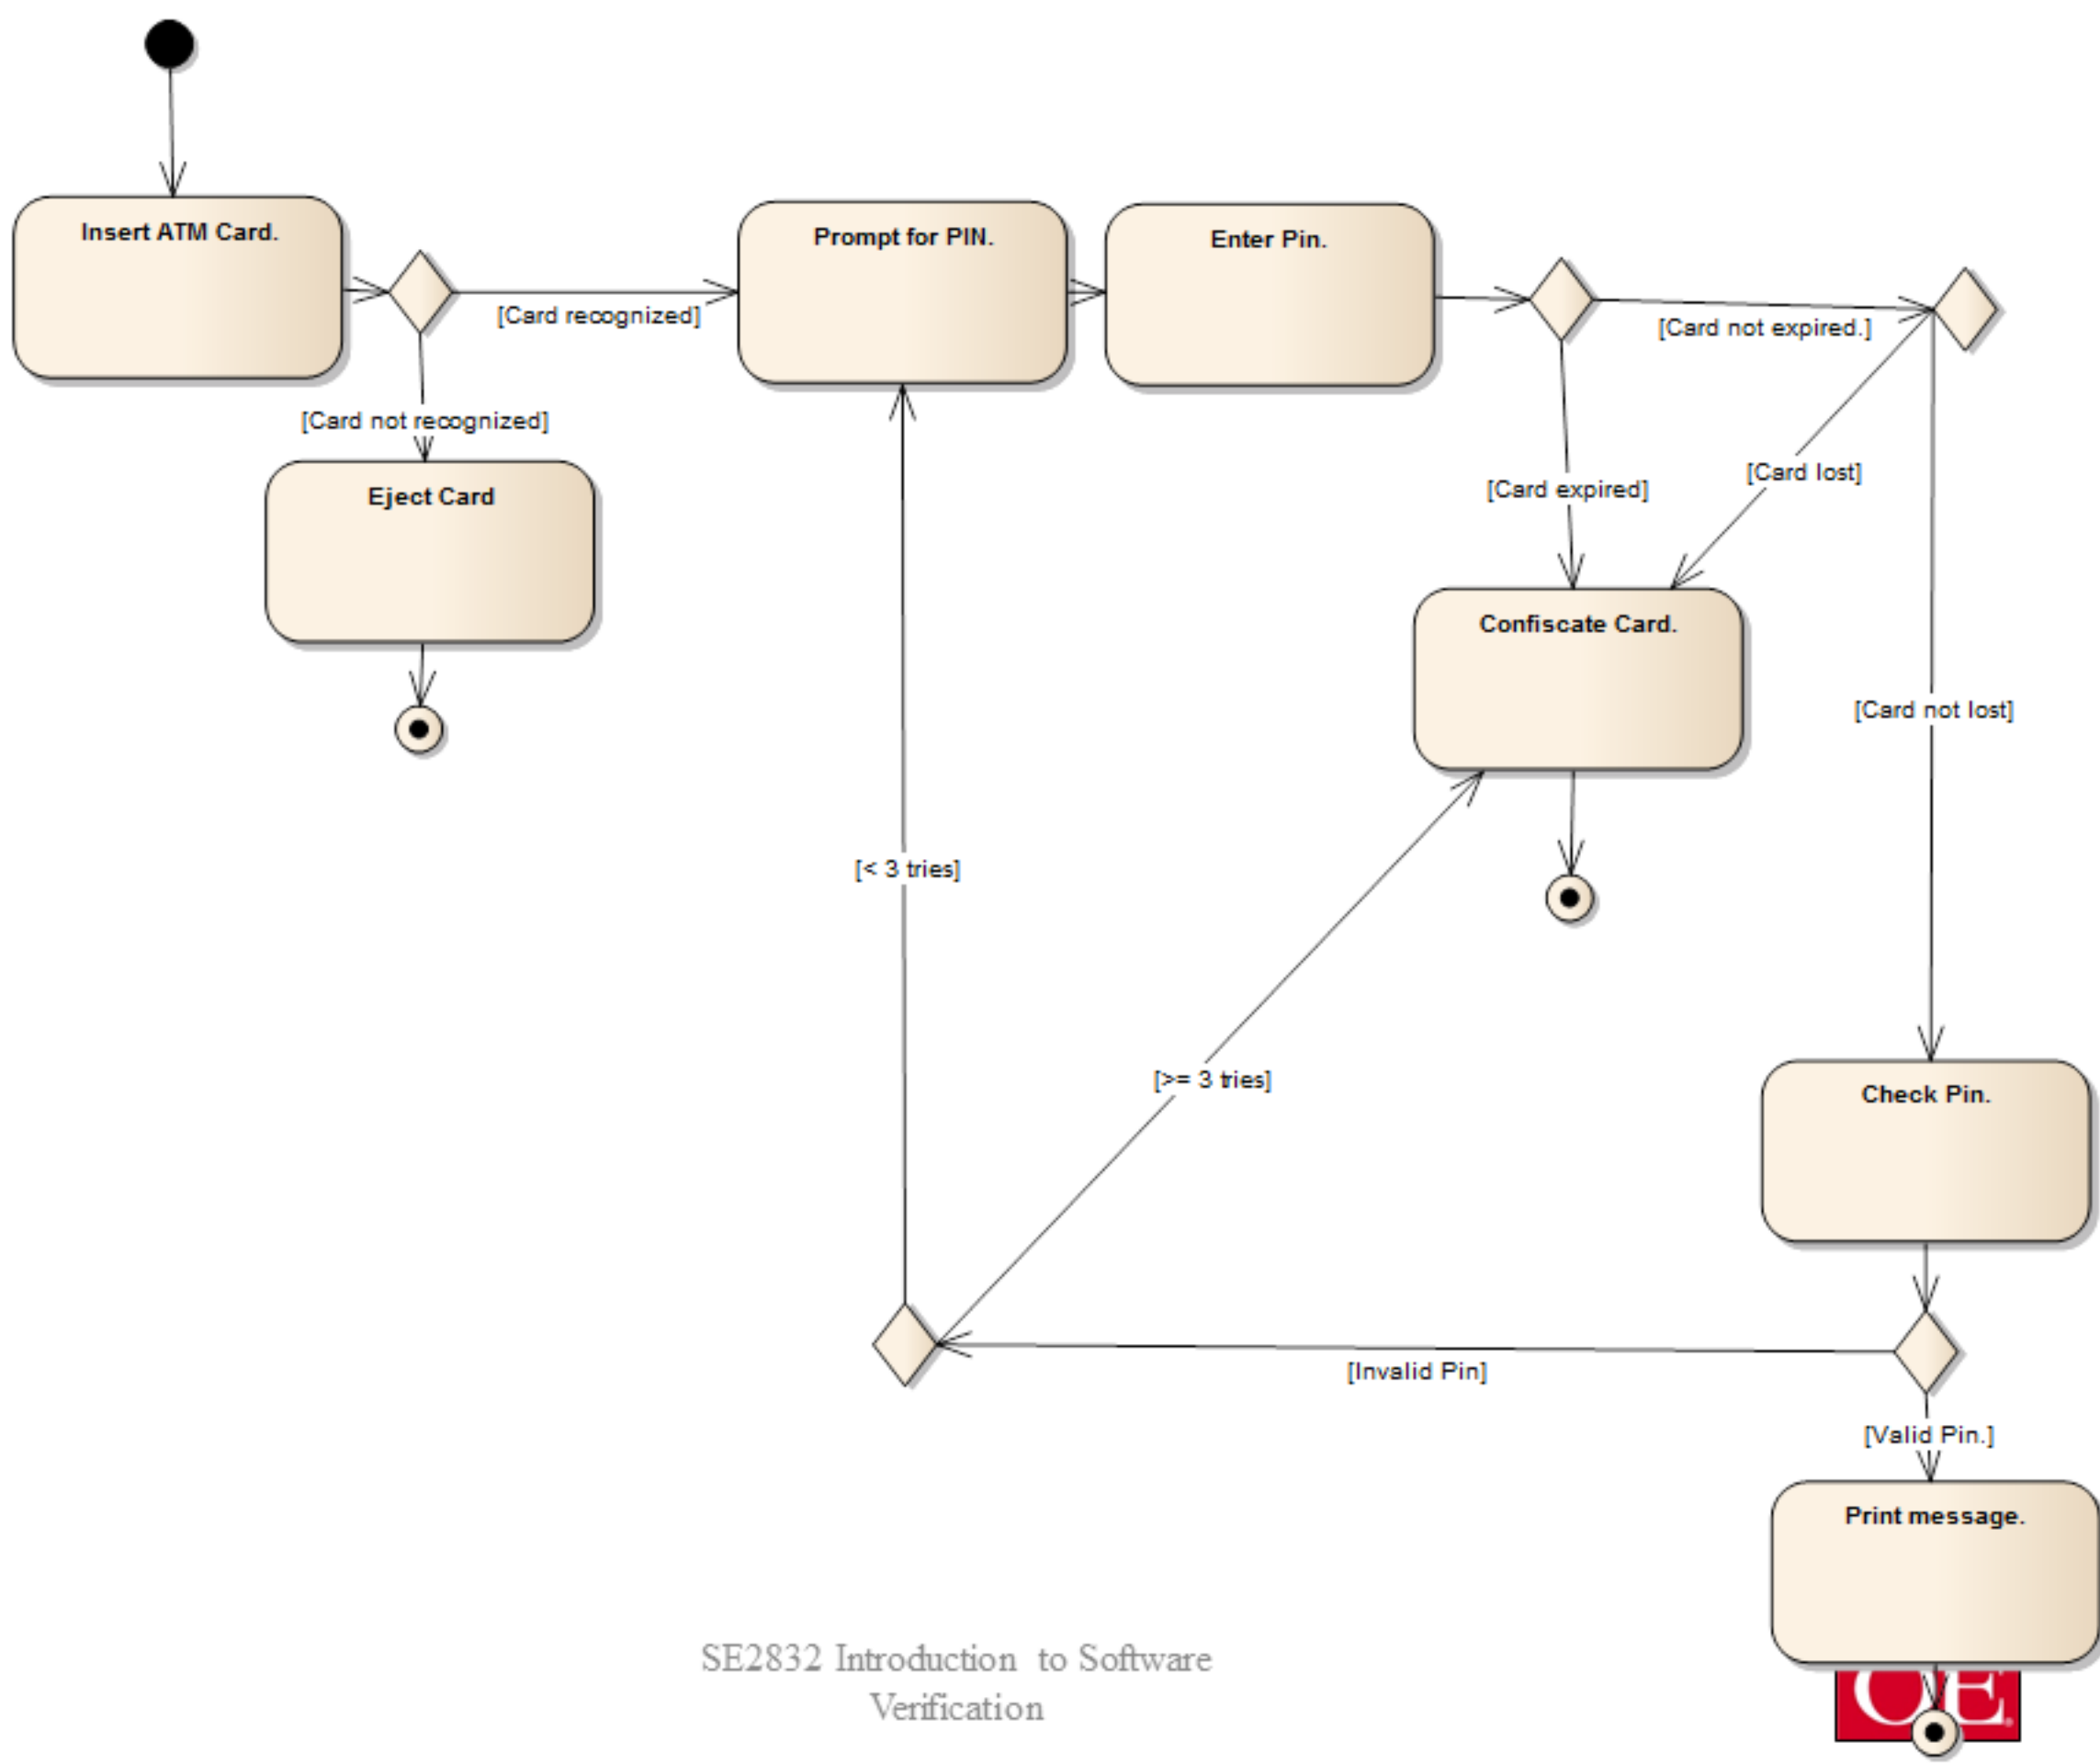 Insert ATM Card.
Prompt for PIN.
Enter Pin.
[Card recognized]
[Card not expired.]
[Card not recognized]
Eject Card
[Card lost]
[Card expired]
Confiscate Card.
[Card not lost]
[< 3 tries]
[>= 3 tries]
Check Pin.
[Invalid Pin]
[Valid Pin.]
Print message.
SE2832 Introduction to Software
Verification
OE